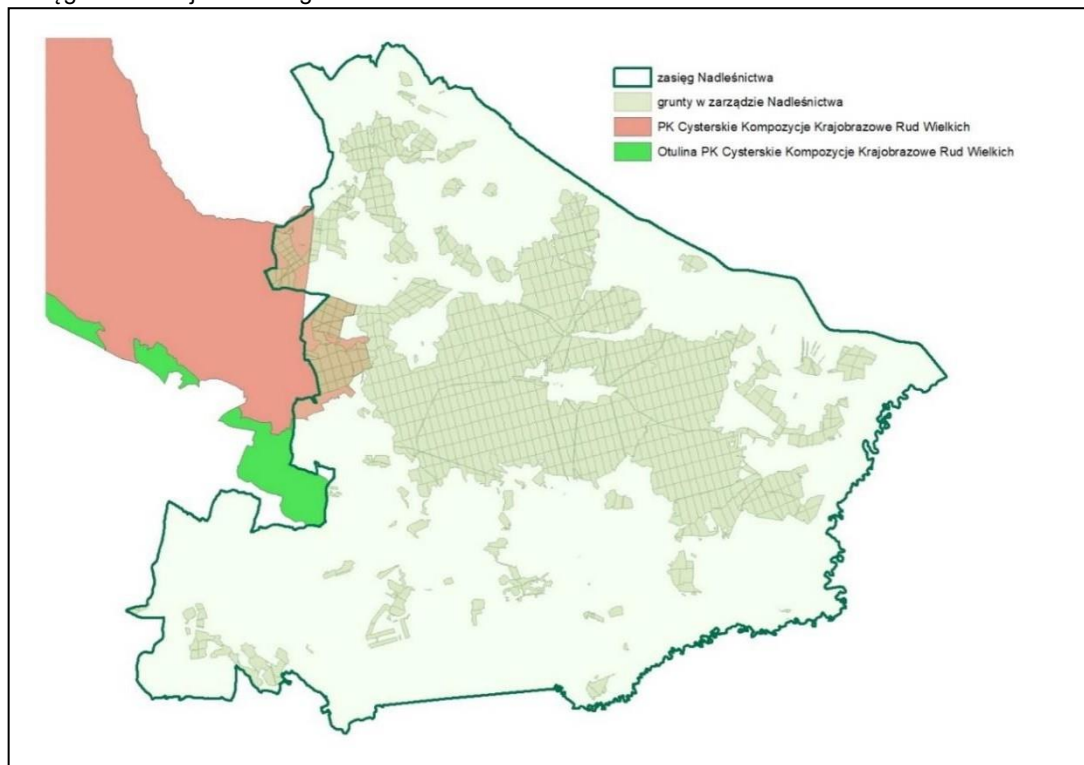 zasięg Nadleśnictwa
grunty w zarządzie Nadleśnictwa
PK Cysterskie Kompozycje Krajobrazowe Rud Wielkich
Otulina PK Cysterskie Kompozycje Krajobrazowe Rud Wielkich